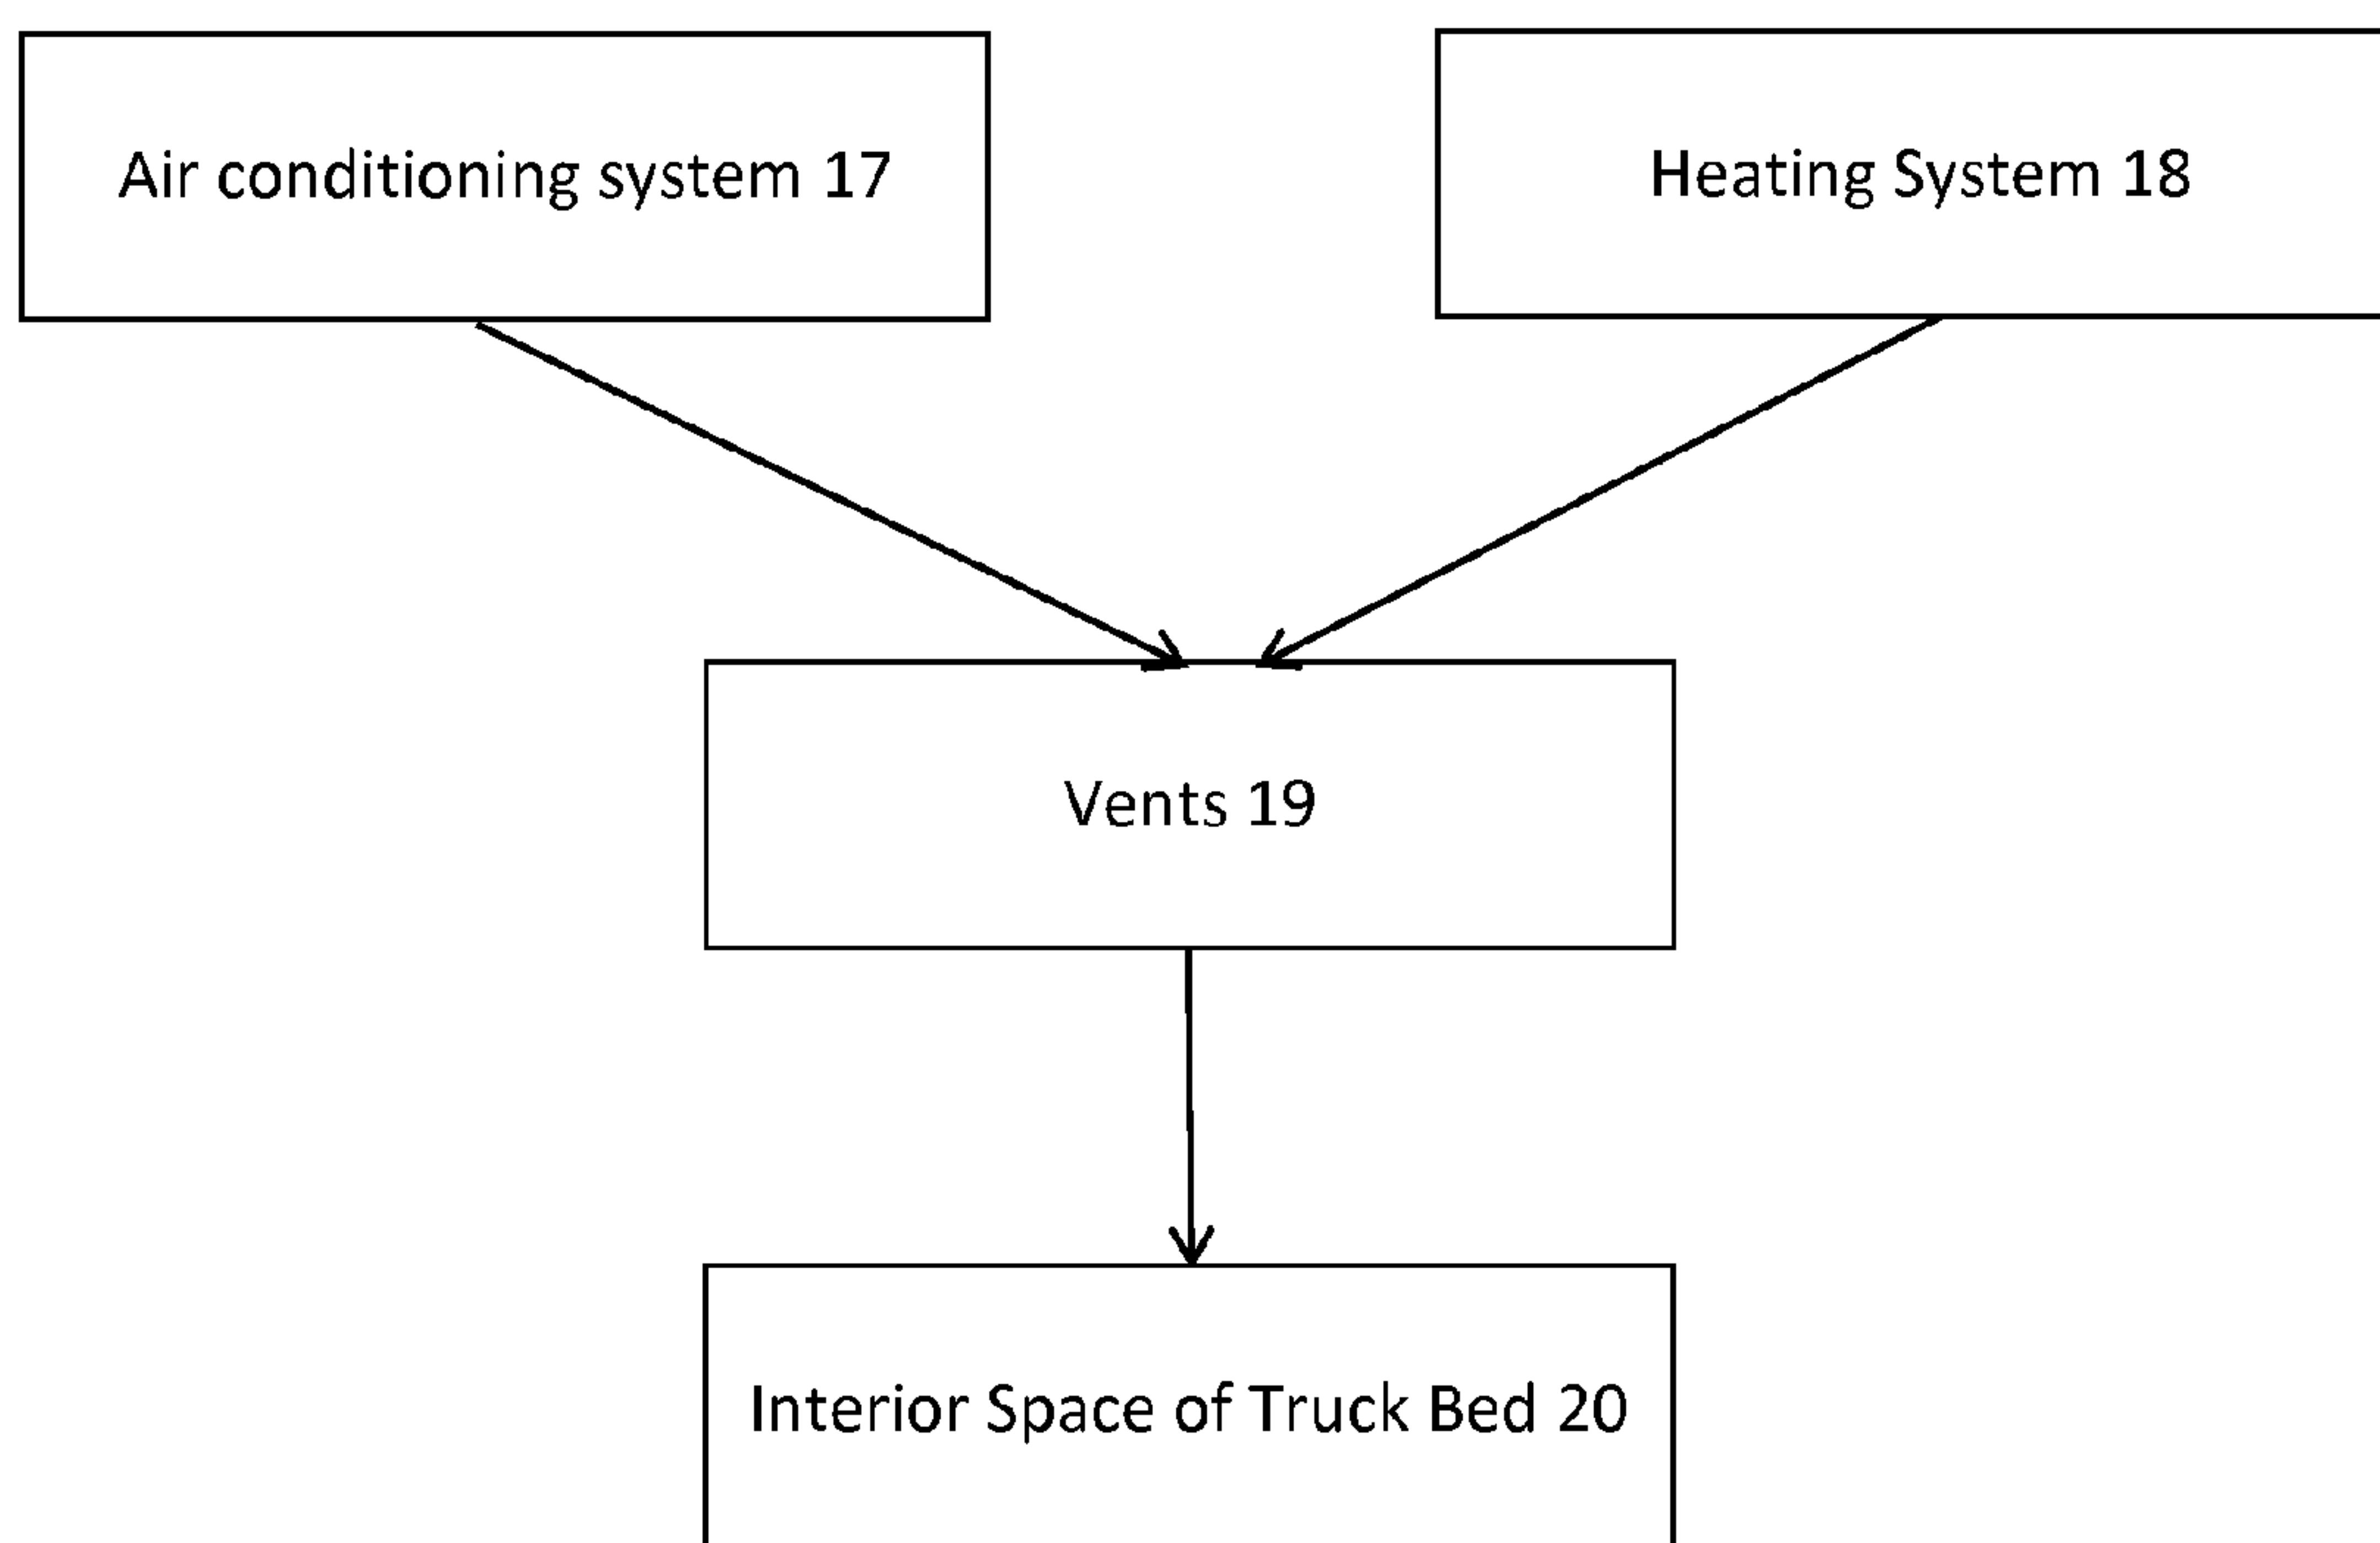 Air conditioning system 17
Heating System 18
Vents 19
Interior Space of Truck Bed 20